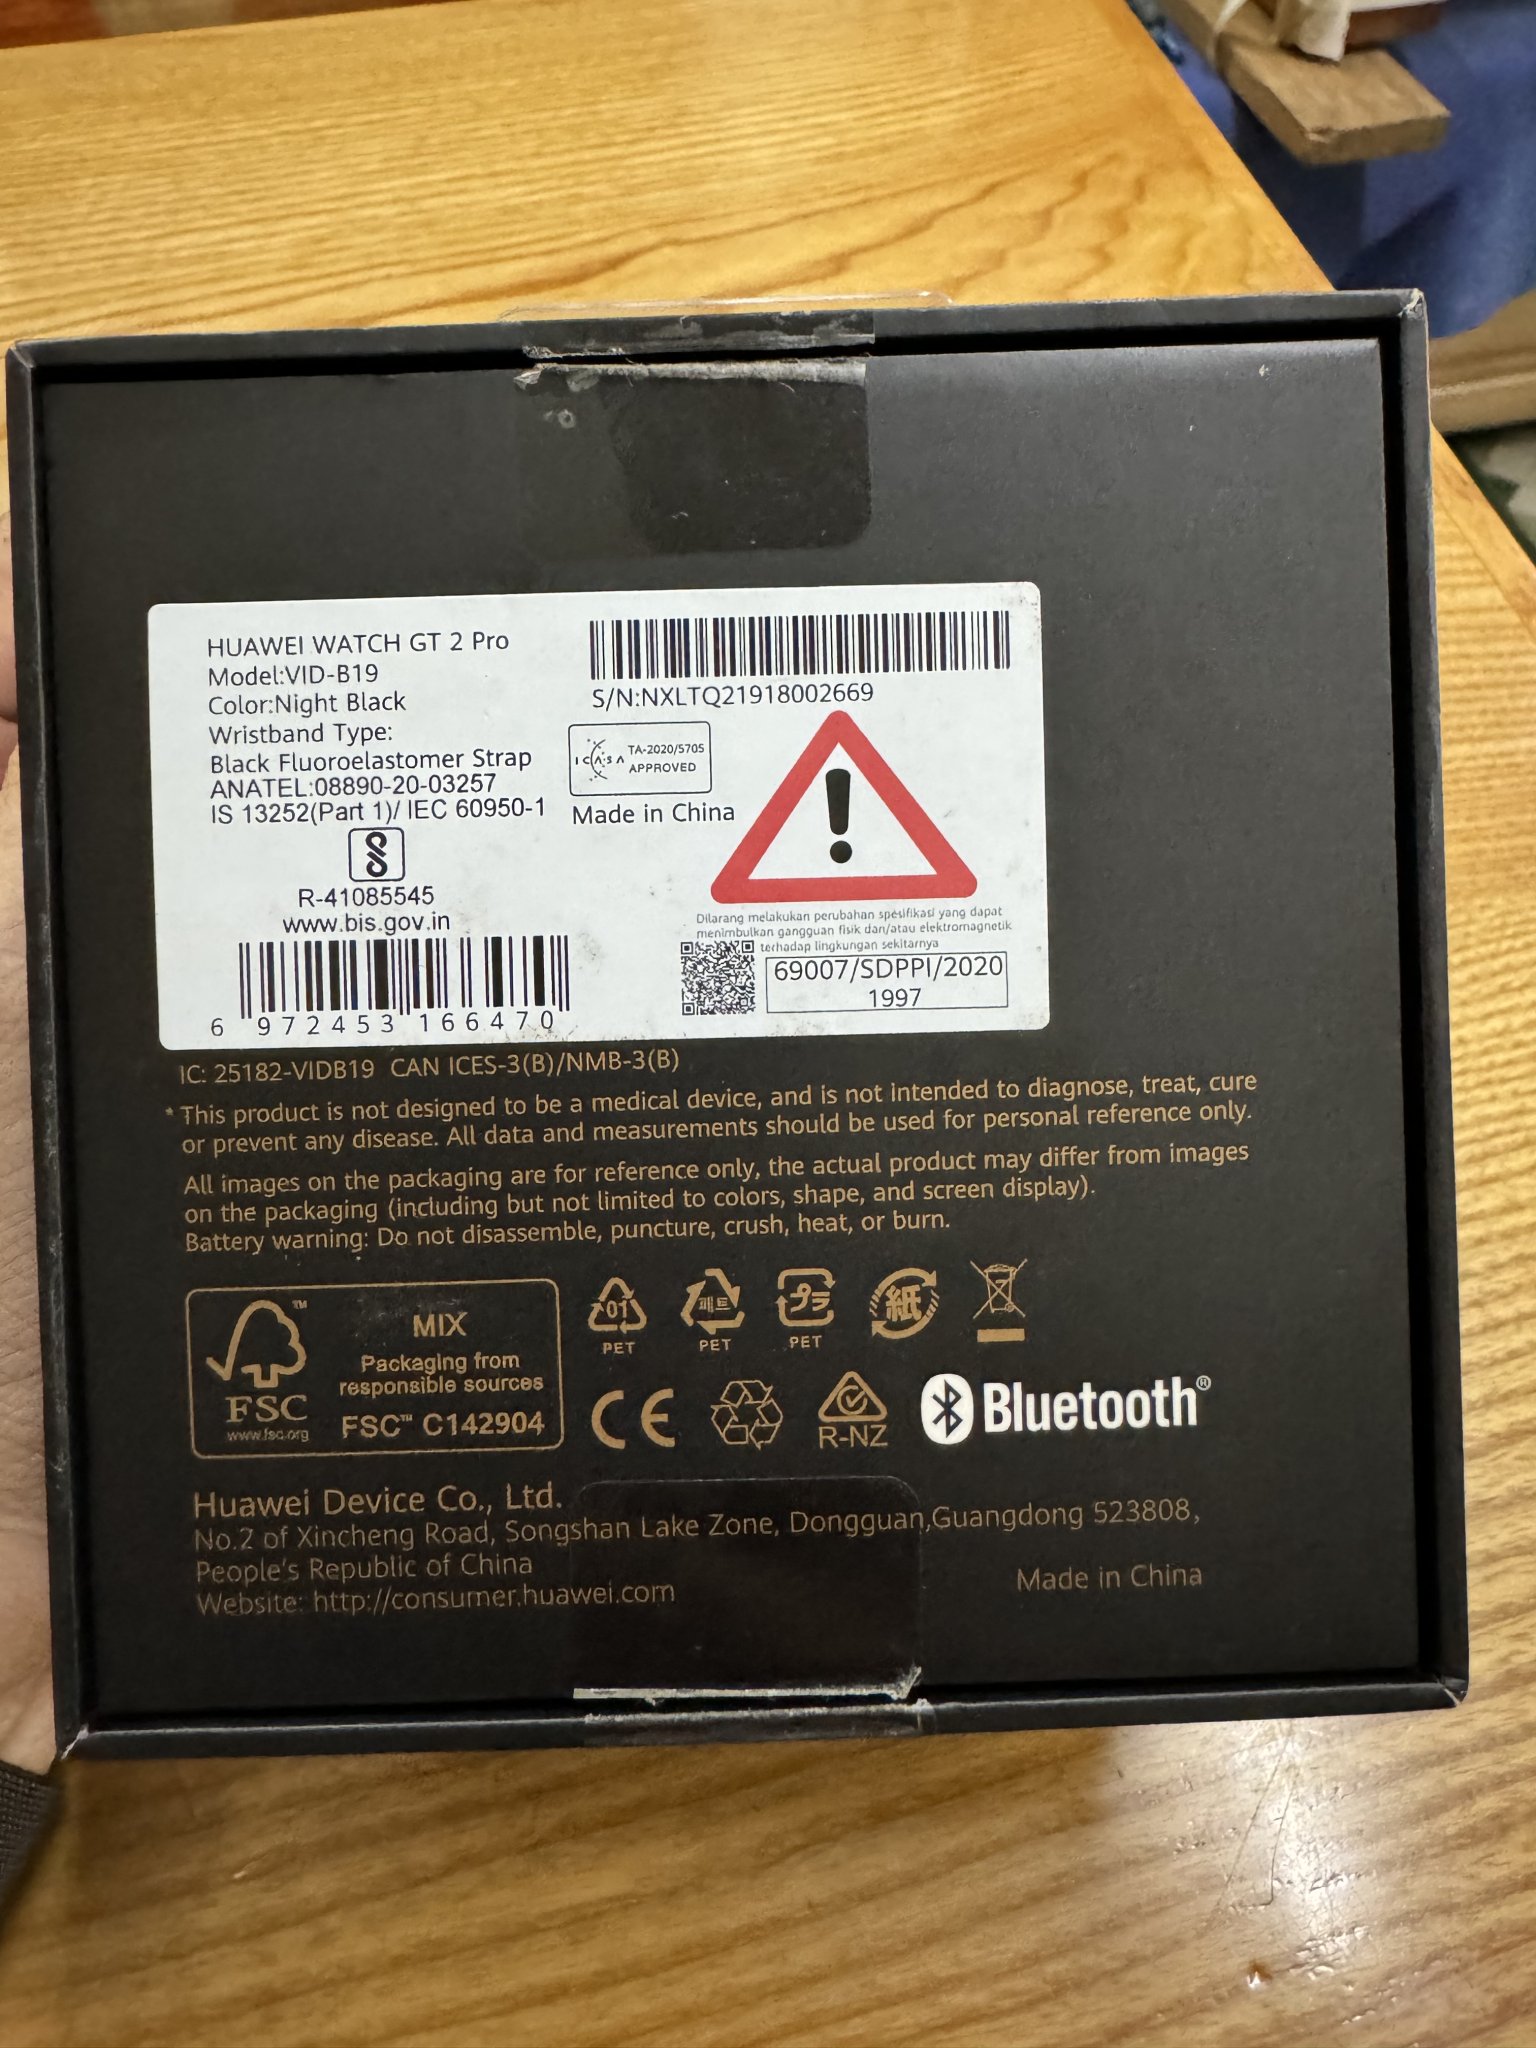 HUAWEI WATCH GT 2 Pro
Model:VID-B19
Color:Night Black
Wristband Type:
Black Fluoroelastomer Strap
ANATEL:08890-20-03257
IS 13252(Part 1)/ IEC 60950-1
R-41085545
www.bis.gov.in
6 972453 166470
S/N:NXLTQ21918002669
ICASA
TA-2020/5705
APPROVED
Made in China
Dilarang melakukan perubahan spesifikasi yang dapat
menimbulkan gangguan fisik dan/atau elektromagnetik
terhadap lingkungan sekitarnya
69007/SDPPI/2020
1997
IC: 25182-VIDB19 CAN ICES-3(B)/NMB-3(B)
* This product is not designed to be a medical device, and is not intended to diagnose, treat, cure
or prevent any disease. All data and measurements should be used for personal reference only.
All images on the packaging are for reference only, the actual product may differ from images
on the packaging (including but not limited to colors, shape, and screen display).
Battery warning: Do not disassemble, puncture, crush, heat, or burn.
FSC
www.fsc.org
MIX
Packaging from
responsible sources
FSC™ C142904
01
PET
페트
PET
プラ
PET
紙
CE
R-NZ
Bluetooth®
Huawei Device Co., Ltd.
No.2 of Xincheng Road, Songshan Lake Zone, Dongguan,Guangdong 523808,
People's Republic of China
Website: http://consumer.huawei.com
Made in China